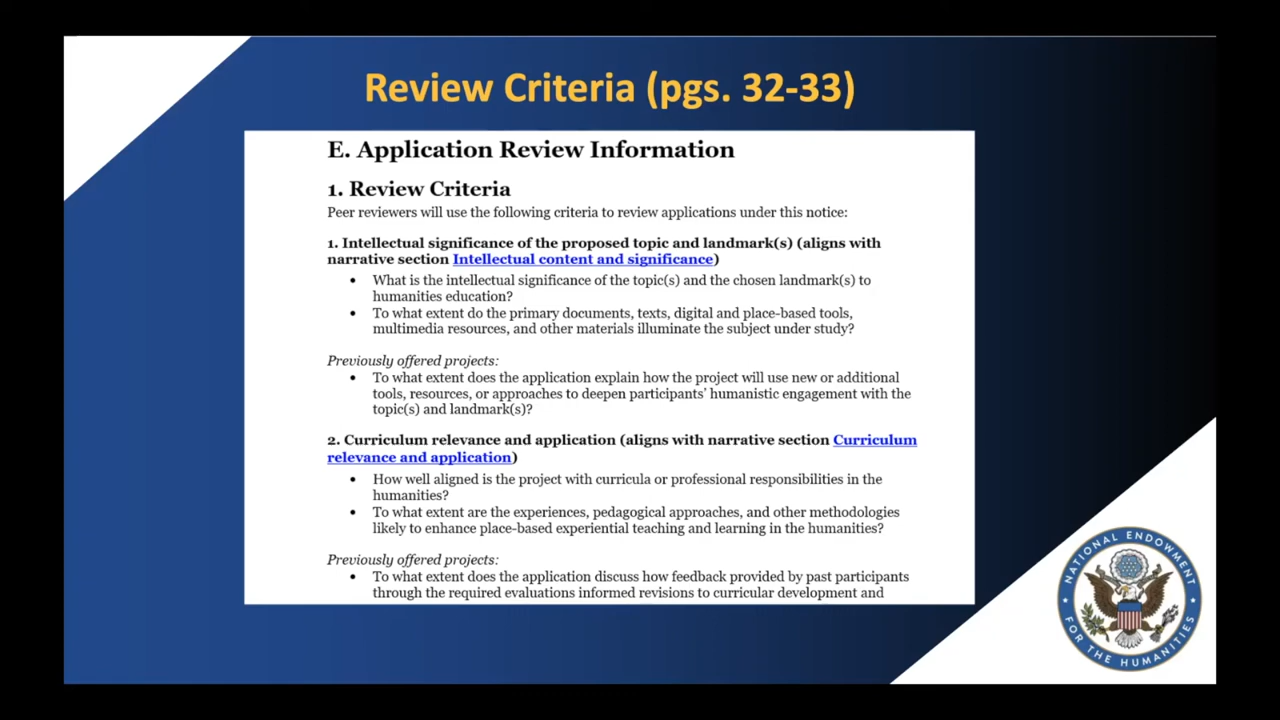 Review Criteria (pgs. 32-33)
E. Application Review Information
1. Review Criteria
Peer reviewers will use the following criteria to review applications under this notice:
1. Intellectual significance of the proposed topic and landmark(s) (aligns with
narrative section Intellectual content and significance)
• What is the intellectual significance of the topic(s) and the chosen landmark(s) to
humanities education?
• To what extent do the primary documents, texts, digital and place-based tools,
multimedia resources, and other materials illuminate the subject under study?
Previously offered projects:
• To what extent does the application explain how the project will use new or additional
tools, resources, or approaches to deepen participants’ humanistic engagement with the
topic(s) and landmark(s)?
2. Curriculum relevance and application (aligns with narrative section Curriculum
relevance and application)
• How well aligned is the project with curricula or professional responsibilities in the
humanities?
• To what extent are the experiences, pedagogical approaches, and other methodologies
likely to enhance place-based experiential teaching and learning in the humanities?
Previously offered projects:
• To what extent does the application discuss how feedback provided by past participants
through the required evaluations informed revisions to curricular development and
NATIONAL ENDOWMENT
FOR THE HUMANITIES